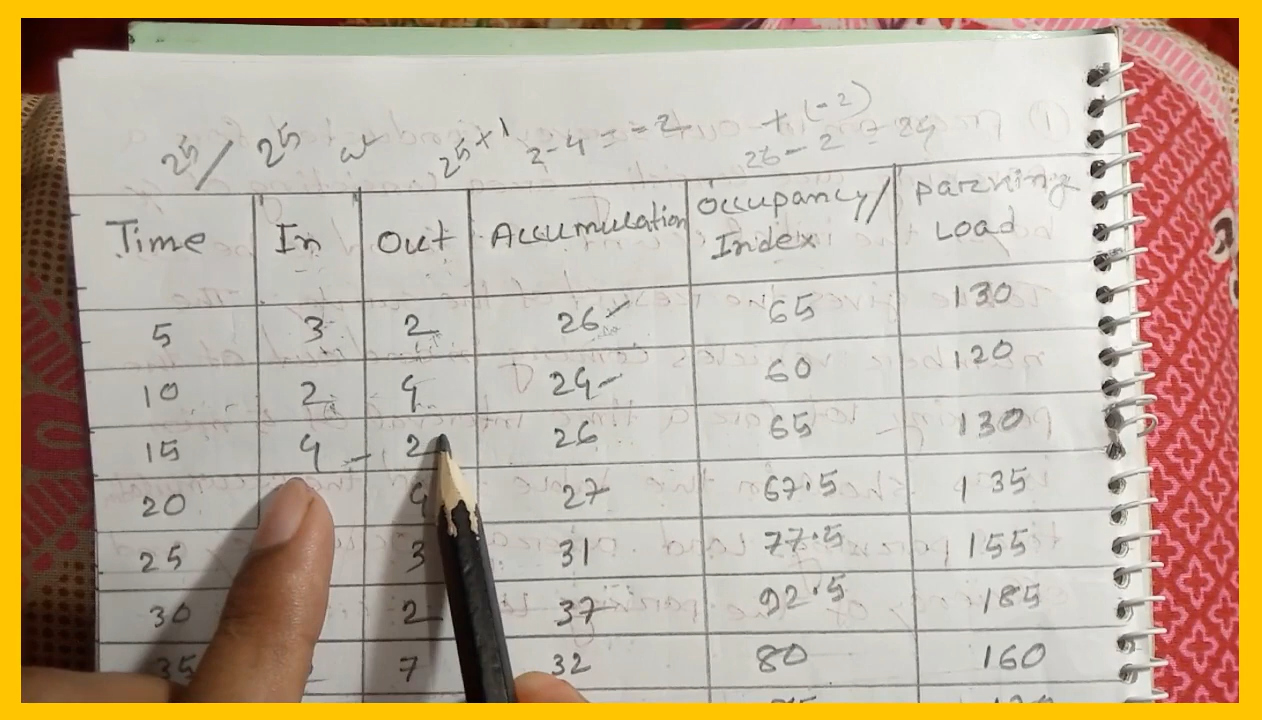 25/ 25 25+1 2-4 = -2 26 - 2 = 24
+(-2)
Time In Out Accumulation Occupancy/ Index Parking Load
5 3 2 26 65 130
10 2 4 24 60 120
15 4 2 26 65 130
20 4 27 67.5 135
25 3 31 77.5 155
30 2 37 92.5 185
35 7 32 80 160